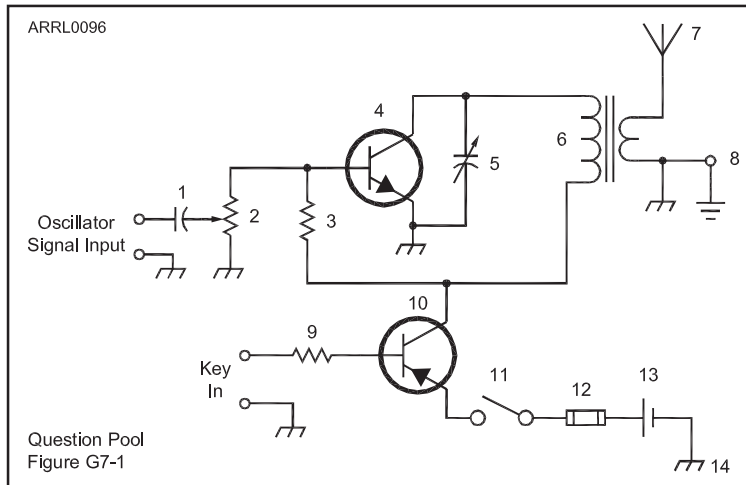 ARRL0096
7
4
6
5
8
1
2
3
Oscillator
Signal Input
10
9
Key
In
11
12
13
14
Question Pool
Figure G7-1